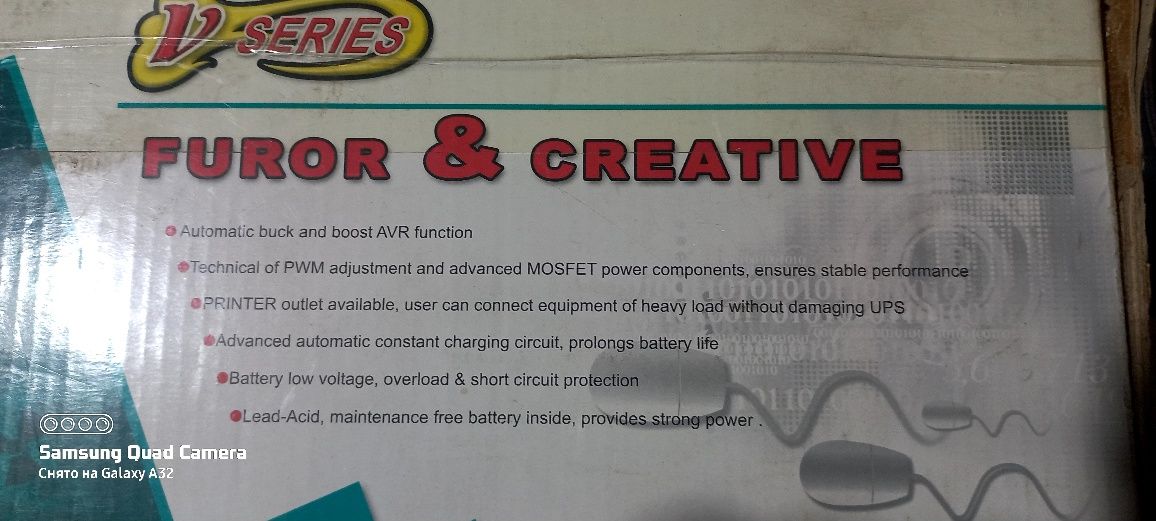 V SERIES
FUROR & CREATIVE
Automatic buck and boost AVR function
Technical of PWM adjustment and advanced MOSFET power components, ensures stable performance
PRINTER outlet available, user can connect equipment of heavy load without damaging UPS
Advanced automatic constant charging circuit, prolongs battery life
Battery low voltage, overload & short circuit protection
Lead-Acid, maintenance free battery inside, provides strong power .
Samsung Quad Camera
Снято на Galaxy A32